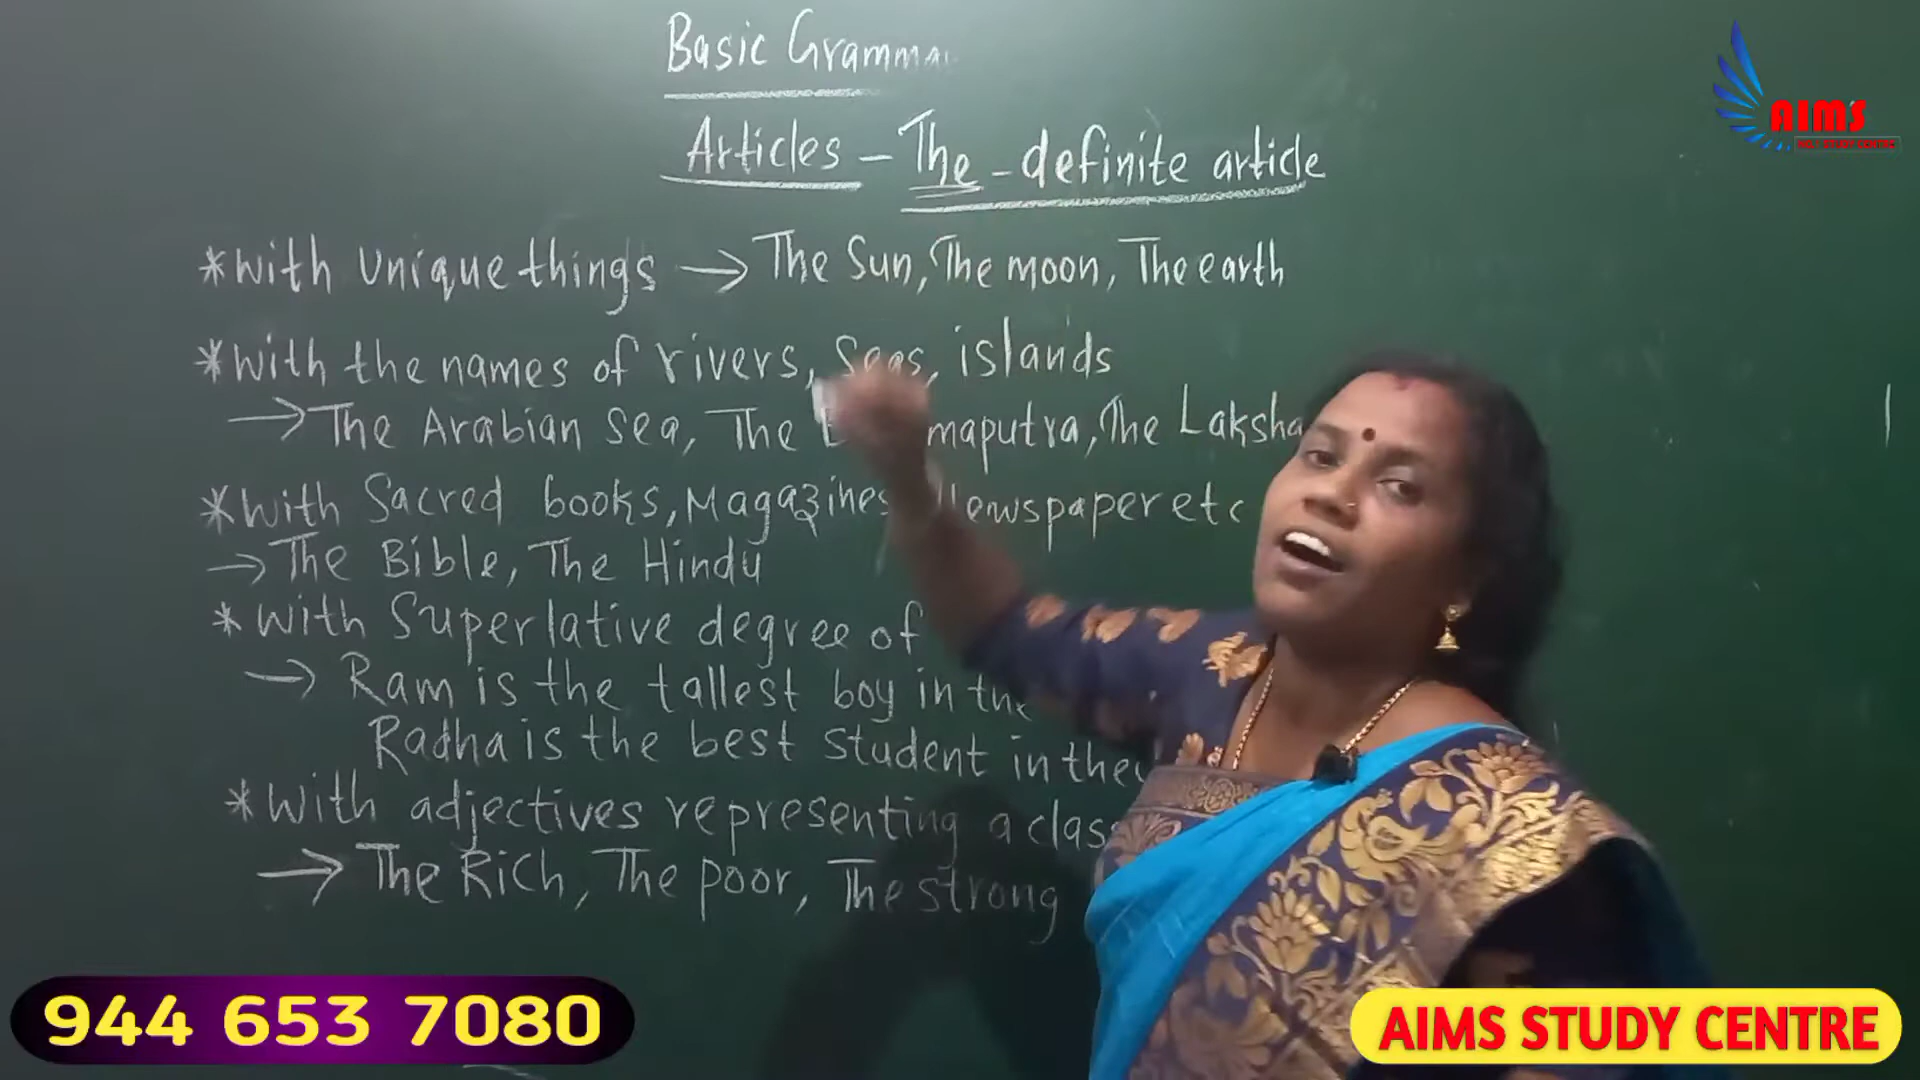 Basic Gramma
AIMS
Articles – The – definite article
*With unique things → The Sun, The moon, The earth
*With the names of rivers, Seas, islands
→ The Arabian Sea, The maputra, The Laksha
*With Sacred books, Magazines, Newspaper etc
→ The Bible, The Hindu
*With Superlative degree of
→ Ram is the tallest boy in the
Radha is the best student in the
*With adjectives representing a clas
→ The Rich, The poor, The strong
944 653 7080
AIMS STUDY CENTRE